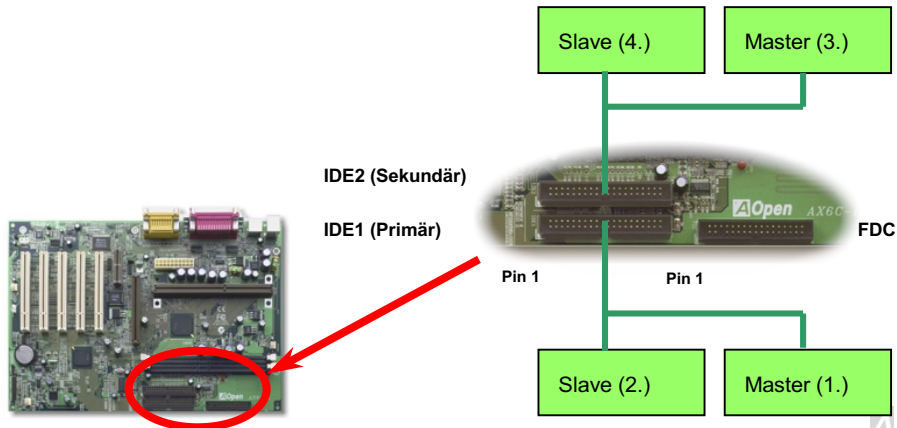 Slave (4.)
Master (3.)
IDE2 (Sekundär)
IDE1 (Primär)
AOpen AX6C-
FDC
Pin 1
Pin 1
AOpen
Slave (2.)
Master (1.)